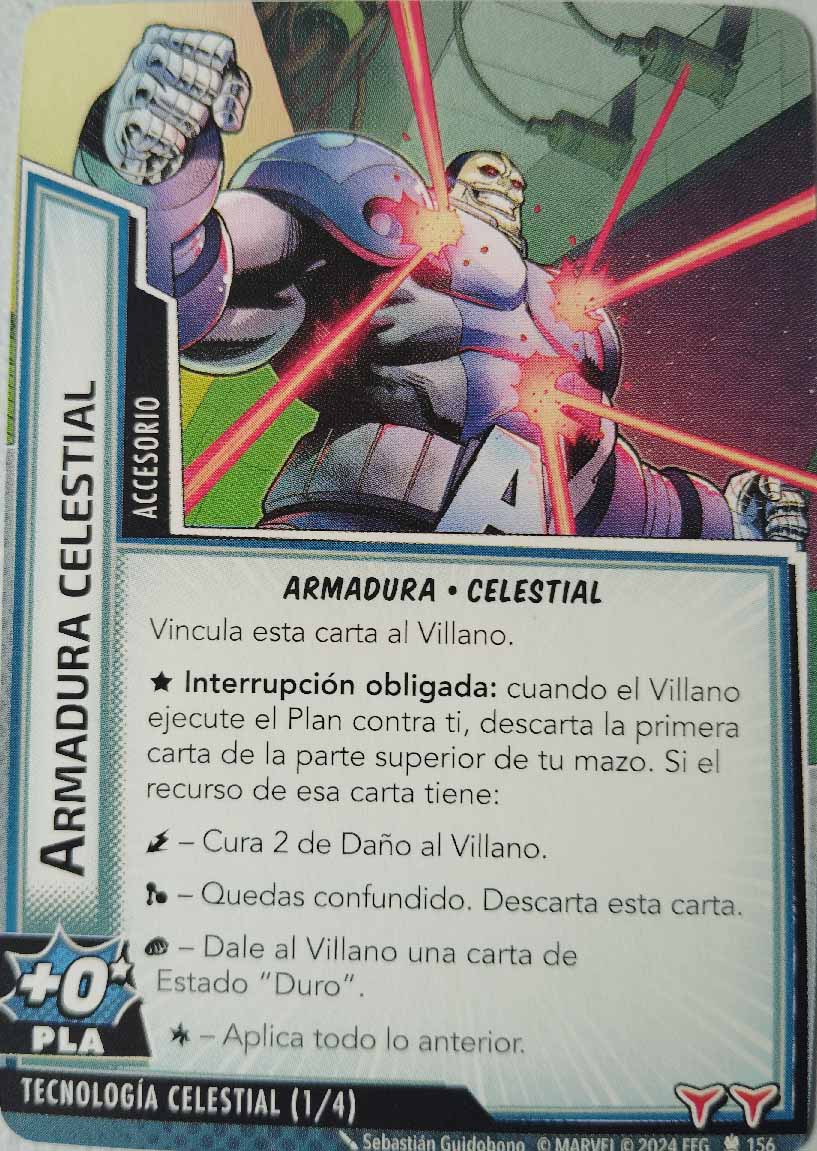 ARMADURA CELESTIAL
ACCESORIO
A
ARMADURA • CELESTIAL
Vincula esta carta al Villano.
★ Interrupción obligada: cuando el Villano
ejecute el Plan contra ti, descarta la primera
carta de la parte superior de tu mazo. Si el
recurso de esa carta tiene:
– Cura 2 de Daño al Villano.
– Quedas confundido. Descarta esta carta.
– Dale al Villano una carta de
Estado "Duro".
– Aplica todo lo anterior.
+0★
PLA
TECNOLOGÍA CELESTIAL (1/4)
Sebastián Guidobono © MARVEL © 2024 FFG 156